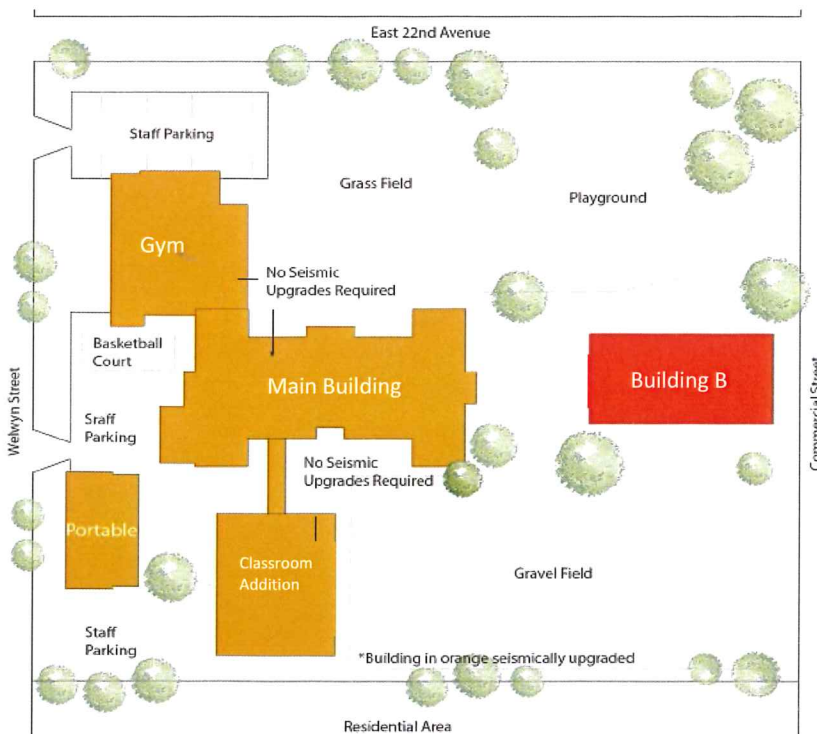 East 22nd Avenue
Staff Parking
Grass Field
Playground
Gym
No Seismic
Upgrades Required
Basketball
Court
Main Building
Building B
Welwyn Street
Commercial Street
Sraff
Parking
No Seismic
Upgrades Required
Portable
Classroom
Addition
Gravel Field
Staff
Parking
*Building in orange seismically upgraded
Residential Area